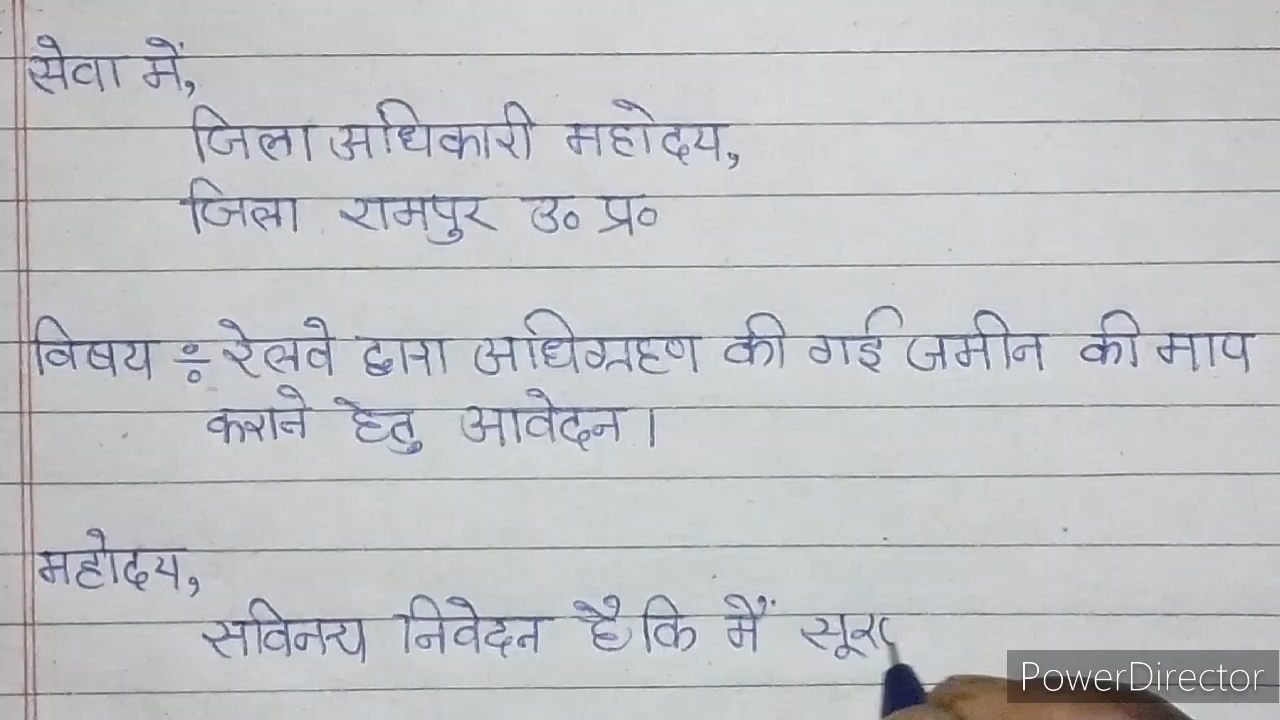 सेवा में,
जिला अधिकारी महोदय,
जिला रामपुर उ० प्र०
विषय ÷ रेलवे द्वारा अधिग्रहण की गई जमीन की माप
कराने हेतु आवेदन।
महोदय,
सविनय निवेदन है कि मैं
PowerDirector